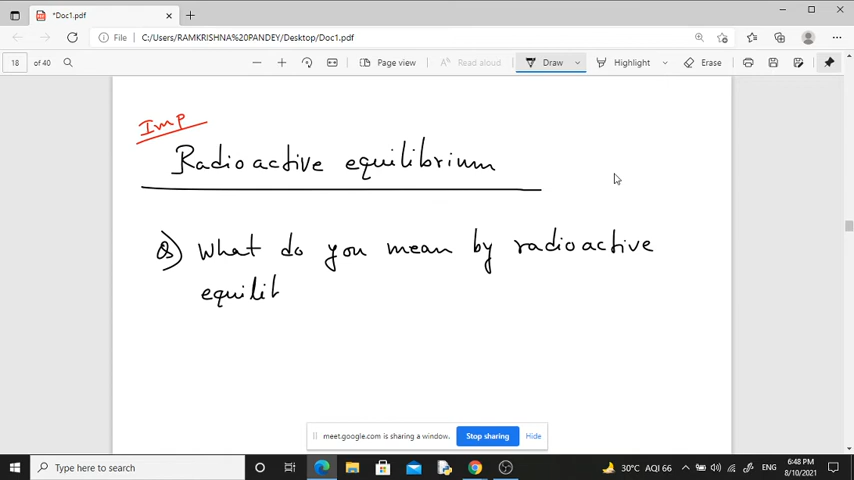 *Doc1.pdf
File C:/Users/RAMKRISHNA%20PANDEY/Desktop/Doc1.pdf
18 of 40 Page view Read aloud Draw Highlight Erase
Imp
Radioactive equilibrium
Q) What do you mean by radioactive
equilib
meet.google.com is sharing a window. Stop sharing Hide
Type here to search 30°C AQI 66 ENG 6:48 PM
8/10/2021